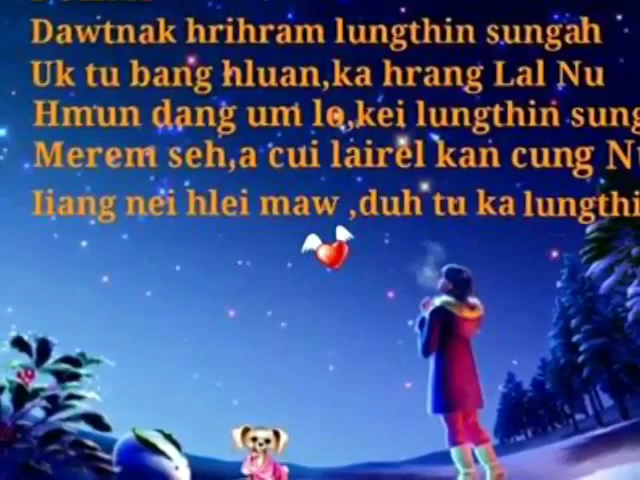 Dawtnak hrihram lungthin sungah
Uk tu bang hluan,ka hrang Lal Nu
Hmun dang um lo,kei lungthin sung
Merem seh,a cui lairel kan cung
Iiang nei hlei maw ,duh tu ka lungthi